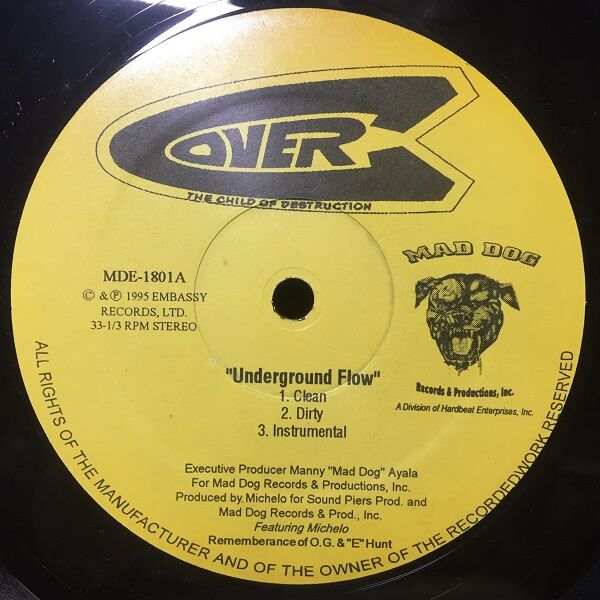 COVER
THE CHILD OF DESTRUCTION
MAD DOG
MDE-1801A
© & ℗ 1995 EMBASSY
RECORDS, LTD.
33-1/3 RPM STEREO
Records & Productions, Inc.
A Division of Hardbeat Enterprises, Inc.
"Underground Flow"
1. Clean
2. Dirty
3. Instrumental
Executive Producer Manny "Mad Dog" Ayala
For Mad Dog Records & Productions, Inc.
Produced by Michelo for Sound Piers Prod. and
Mad Dog Records & Prod., Inc.
Featuring Michelo
Rememberance of O.G. & "E" Hunt
ALL RIGHTS OF THE MANUFACTURER AND OF THE OWNER OF THE RECORDEDWORK RESERVED